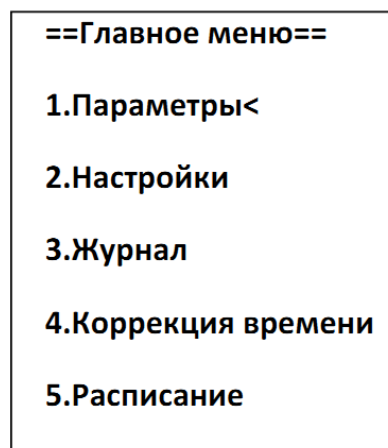 ==Главное меню==
1.Параметры<
2.Настройки
3.Журнал
4.Коррекция времени
5.Расписание